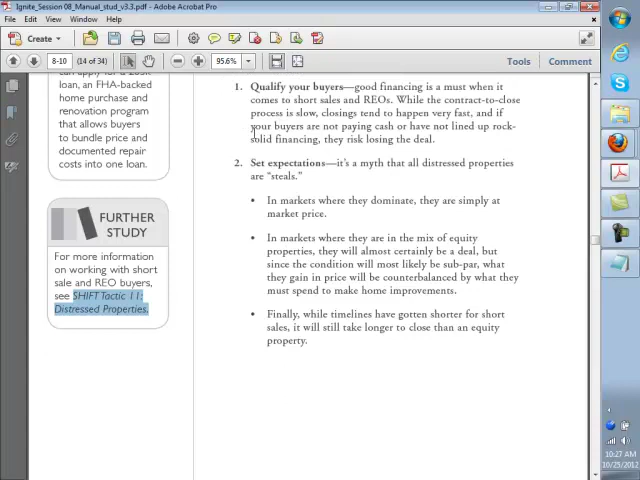 Ignite_Session 08_Manual_stud_v3.3.pdf - Adobe Acrobat Pro
File Edit View Window Help
Create
8-10 (14 of 34) 95.6% Tools Comment
can apply for a 203k
loan, an FHA-backed
home purchase and
renovation program
that allows buyers
to bundle price and
documented repair
costs into one loan.
FURTHER
STUDY
For more information
on working with short
sale and REO buyers,
see SHIFT Tactic 11:
Distressed Properties.
1. Qualify your buyers—good financing is a must when it
comes to short sales and REOs. While the contract-to-close
process is slow, closings tend to happen very fast, and if
your buyers are not paying cash or have not lined up rock-
solid financing, they risk losing the deal.
2. Set expectations—it's a myth that all distressed properties
are “steals.”
• In markets where they dominate, they are simply at
market price.
• In markets where they are in the mix of equity
properties, they will almost certainly be a deal, but
since the condition will most likely be sub-par, what
they gain in price will be counterbalanced by what they
must spend to make home improvements.
• Finally, while timelines have gotten shorter for short
sales, it will still take longer to close than an equity
property.
10:27 AM
10/25/2012